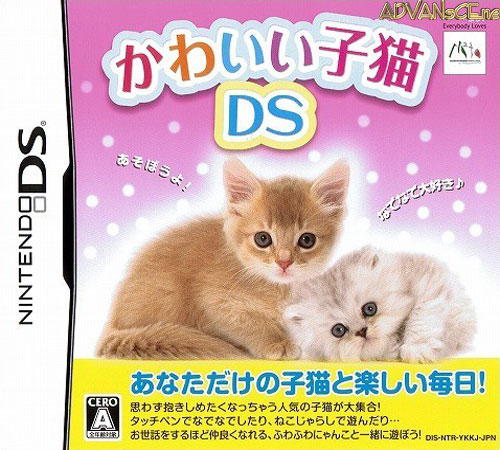 ADVANsCE.ne
Everybody Loves
かわいい子猫
DS
あそぼうよ!
なでなで大好き♪
NINTENDO DS
あなただけの子猫と楽しい毎日!
CERO
A
全年齢対象
思わず抱きしめたくなっちゃう人気の子猫が大集合!
タッチペンでなでなでしたり、ねこじゃらしで遊んだり…
お世話をするほど仲良くなれる、ふわふわにゃんこと一緒に遊ぼう!
DIS-NTR-YKKJ-JPN